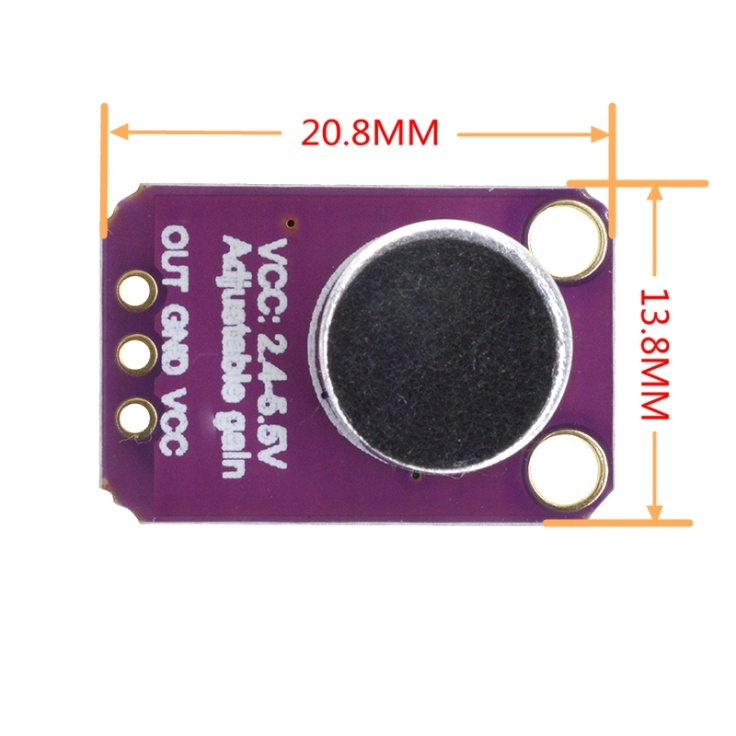 20.8MM
13.8MM
OUT GND VCC
VCC: 2.4-5.5V
Adjustable gain